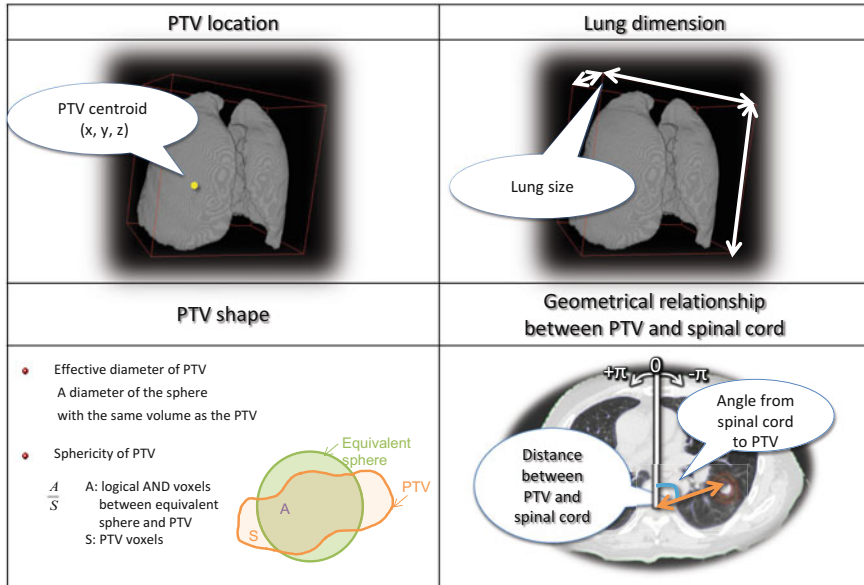 PTV location
Lung dimension
PTV centroid
(x, y, z)
Lung size
PTV shape
Geometrical relationship
between PTV and spinal cord
Effective diameter of PTV
A diameter of the sphere
with the same volume as the PTV
Sphericity of PTV
A
S
A: logical AND voxels
between equivalent
sphere and PTV
S: PTV voxels
Equivalent
sphere
PTV
A
S
+π 0 -π
Angle from
spinal cord
to PTV
Distance
between
PTV and
spinal cord